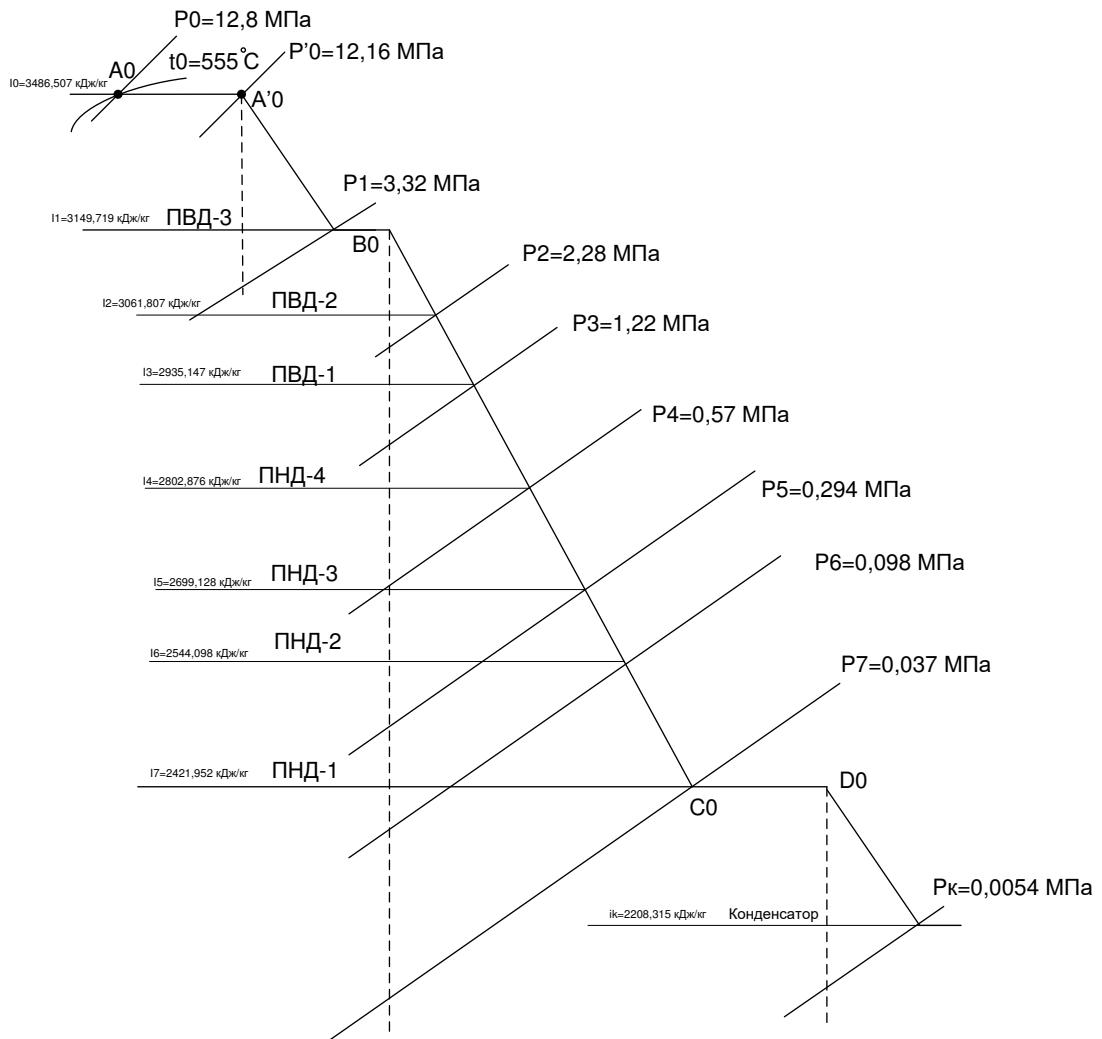 P0=12,8 МПа
A0
t0=555°C
P'0=12,16 МПа
I0=3486,507 кДж/кг
A'0
P1=3,32 МПа
I1=3149,719 кДж/кг
ПВД-3
B0
P2=2,28 МПа
I2=3061,807 кДж/кг
ПВД-2
P3=1,22 МПа
I3=2935,147 кДж/кг
ПВД-1
P4=0,57 МПа
I4=2802,876 кДж/кг
ПНД-4
P5=0,294 МПа
P6=0,098 МПа
I5=2699,128 кДж/кг
ПНД-3
I6=2544,098 кДж/кг
ПНД-2
P7=0,037 МПа
I7=2421,952 кДж/кг
ПНД-1
D0
C0
Pк=0,0054 МПа
ik=2208,315 кДж/кг
Конденсатор